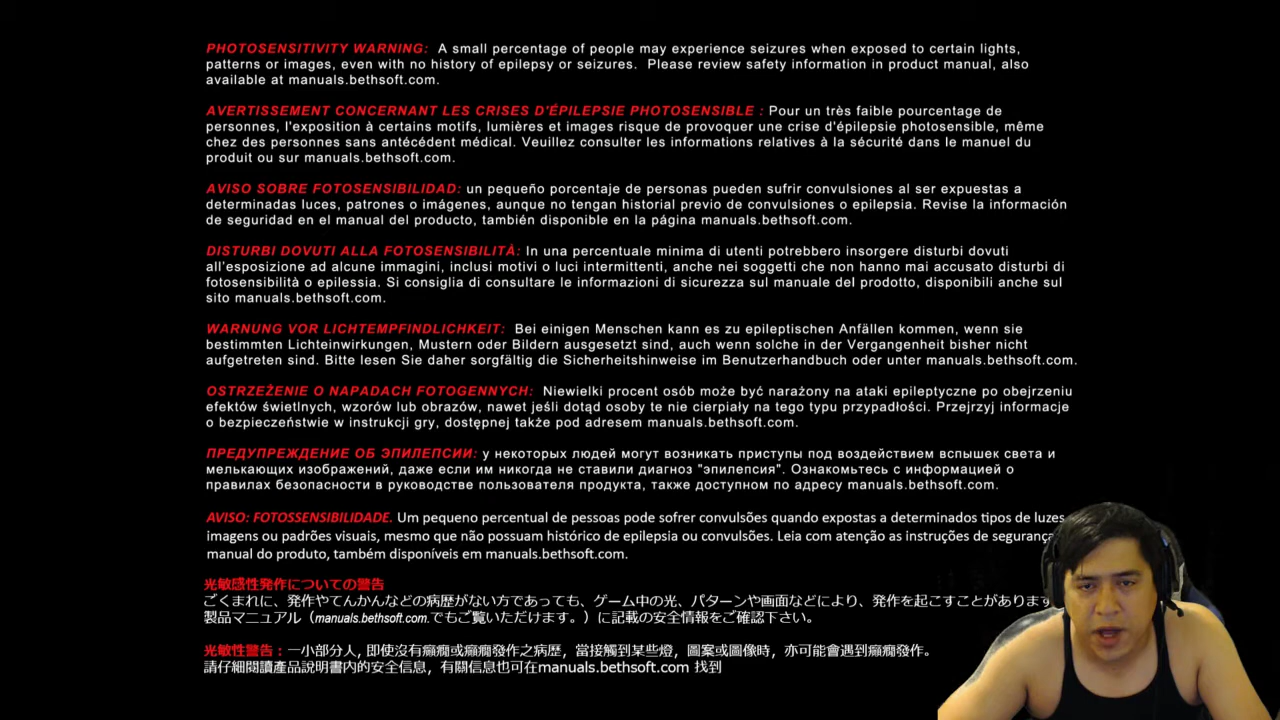 PHOTOSENSITIVITY WARNING: A small percentage of people may experience seizures when exposed to certain lights,
patterns or images, even with no history of epilepsy or seizures. Please review safety information in product manual, also
available at manuals.bethsoft.com.
AVERTISSEMENT CONCERNANT LES CRISES D'ÉPILEPSIE PHOTOSENSIBLE : Pour un très faible pourcentage de
personnes, l'exposition à certains motifs, lumières et images risque de provoquer une crise d'épilepsie photosensible, même
chez des personnes sans antécédent médical. Veuillez consulter les informations relatives à la sécurité dans le manuel du
produit ou sur manuals.bethsoft.com.
AVISO SOBRE FOTOSENSIBILIDAD: un pequeño porcentaje de personas pueden sufrir convulsiones al ser expuestas a
determinadas luces, patrones o imágenes, aunque no tengan historial previo de convulsiones o epilepsia. Revise la información
de seguridad en el manual del producto, también disponible en la página manuals.bethsoft.com.
DISTURBI DOVUTI ALLA FOTOSENSIBILITÀ: In una percentuale minima di utenti potrebbero insorgere disturbi dovuti
all'esposizione ad alcune immagini, inclusi motivi o luci intermittenti, anche nei soggetti che non hanno mai accusato disturbi di
fotosensibilità o epilessia. Si consiglia di consultare le informazioni di sicurezza sul manuale del prodotto, disponibili anche sul
sito manuals.bethsoft.com.
WARNUNG VOR LICHTEMPFINDLICHKEIT: Bei einigen Menschen kann es zu epileptischen Anfällen kommen, wenn sie
bestimmten Lichteinwirkungen, Mustern oder Bildern ausgesetzt sind, auch wenn solche in der Vergangenheit bisher nicht
aufgetreten sind. Bitte lesen Sie daher sorgfältig die Sicherheitshinweise im Benutzerhandbuch oder unter manuals.bethsoft.com.
OSTRZEŻENIE O NAPADACH FOTOGENNYCH: Niewielki procent osób może być narażony na ataki epileptyczne po obejrzeniu
efektów świetlnych, wzorów lub obrazów, nawet jeśli dotąd osoby te nie cierpiały na tego typu przypadłości. Przejrzyj informacje
o bezpieczeństwie w instrukcji gry, dostępnej także pod adresem manuals.bethsoft.com.
ПРЕДУПРЕЖДЕНИЕ ОБ ЭПИЛЕПСИИ: у некоторых людей могут возникать приступы под воздействием вспышек света и
мелькающих изображений, даже если им никогда не ставили диагноз "эпилепсия". Ознакомьтесь с информацией о
правилах безопасности в руководстве пользователя продукта, также доступном по адресу manuals.bethsoft.com.
AVISO: FOTOSSENSIBILIDADE. Um pequeno percentual de pessoas pode sofrer convulsões quando expostas a determinados tipos de luzes,
imagens ou padrões visuais, mesmo que não possuam histórico de epilepsia ou convulsões. Leia com atenção as instruções de segurança
manual do produto, também disponíveis em manuals.bethsoft.com.
光敏感性発作についての警告
ごくまれに、発作やてんかんなどの病歴がない方であっても、ゲーム中の光、パターンや画面などにより、発作を起こすことがあります
製品マニュアル（manuals.bethsoft.com.でもご覧いただけます。）に記載の安全情報をご確認下さい。
光敏性警告：一小部分人, 即使沒有癲癇或癲癇發作之病歷，當接觸到某些燈，圖案或圖像時，亦可能會遇到癲癇發作。
請仔細閱讀產品說明書内的安全信息，有關信息也可在manuals.bethsoft.com 找到